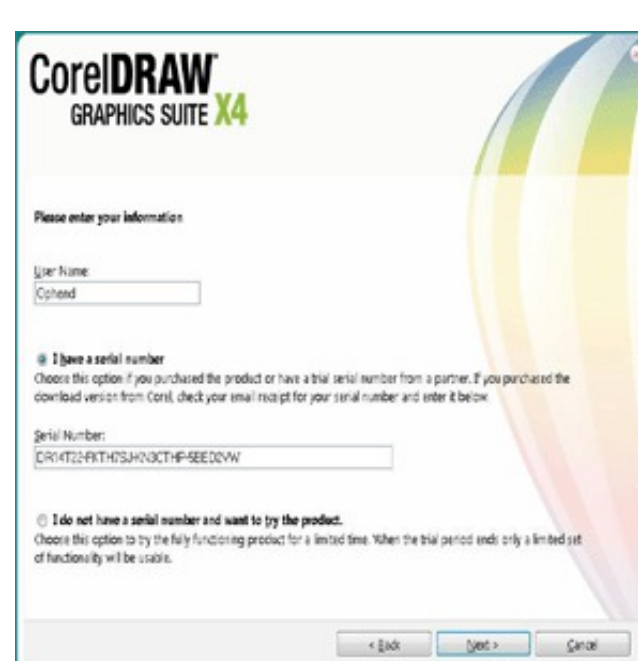 CorelDRAW
GRAPHICS SUITE X4
Please enter your information
User Name:
Ophend
I have a serial number
Choose this option if you purchased the product or have a trial serial number from a partner. If you purchased the
download version from Corel, check your email receipt for your serial number and enter it below.
Serial Number:
I do not have a serial number and want to try the product.
Choose this option to try the fully functioning product for a limited time. When the trial period ends only a limited set
of functionality will be usable.
< Back
Next >
Cancel